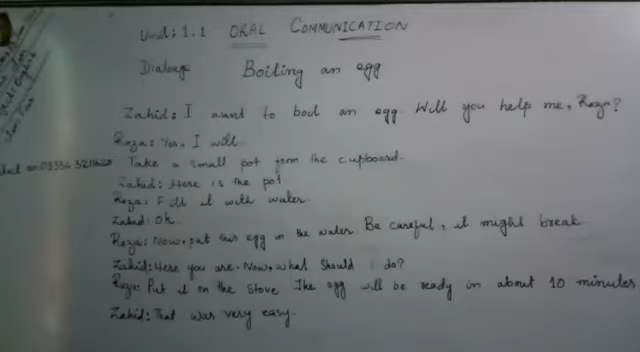 Unit: 1.1 ORAL COMMUNICATION
Dialouge Boiling an egg
Zahid: I want to boil an egg. Will you help me, Raza?
Raza: Yes, I will.
Take a small pot form the cupboard.
Zahid: Here is the pot
Raza: Fill it with water.
Zahid: Ok.
Raza: Now, put this egg in the water. Be careful, it might break
Zahid: Here you are. Now, what should i do?
Raza: Put it on the stove The egg will be ready in about 10 minutes
Zahid: That was very easy.